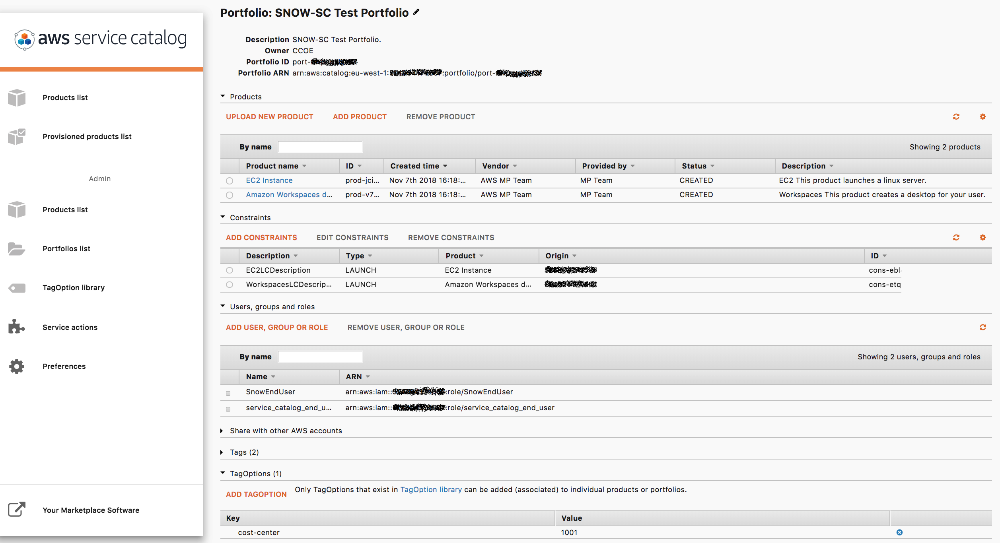 aws service catalog
Products list
Provisioned products list
Admin
Products list
Portfolios list
TagOption library
Service actions
Preferences
Your Marketplace Software
Portfolio: SNOW-SC Test Portfolio
Description SNOW-SC Test Portfolio.
Owner CCOE
Portfolio ID port-
Portfolio ARN arn:aws:catalog:eu-west-1: :portfolio/port-
Products
UPLOAD NEW PRODUCT ADD PRODUCT REMOVE PRODUCT
By name Showing 2 products
Product name ID Created time Vendor Provided by Status Description
EC2 Instance prod-jci... Nov 7th 2018 16:18:... AWS MP Team MP Team CREATED EC2 This product launches a linux server.
Amazon Workspaces d... prod-v7... Nov 7th 2018 16:18:... AWS MP Team MP Team CREATED Workspaces This product creates a desktop for your user.
Constraints
ADD CONSTRAINTS EDIT CONSTRAINTS REMOVE CONSTRAINTS
Description Type Product Origin ID
EC2LCDescription LAUNCH EC2 Instance cons-ebl
WorkspacesLCDescrip... LAUNCH Amazon Workspaces d... cons-etq
Users, groups and roles
ADD USER, GROUP OR ROLE REMOVE USER, GROUP OR ROLE
By name Showing 2 users, groups and roles
Name ARN
SnowEndUser arn:aws:iam:: :role/SnowEndUser
service_catalog_end_u... arn:aws:iam:: :role/service_catalog_end_user
Share with other AWS accounts
Tags (2)
TagOptions (1)
ADD TAGOPTION Only TagOptions that exist in TagOption library can be added (associated) to individual products or portfolios.
Key Value
cost-center 1001